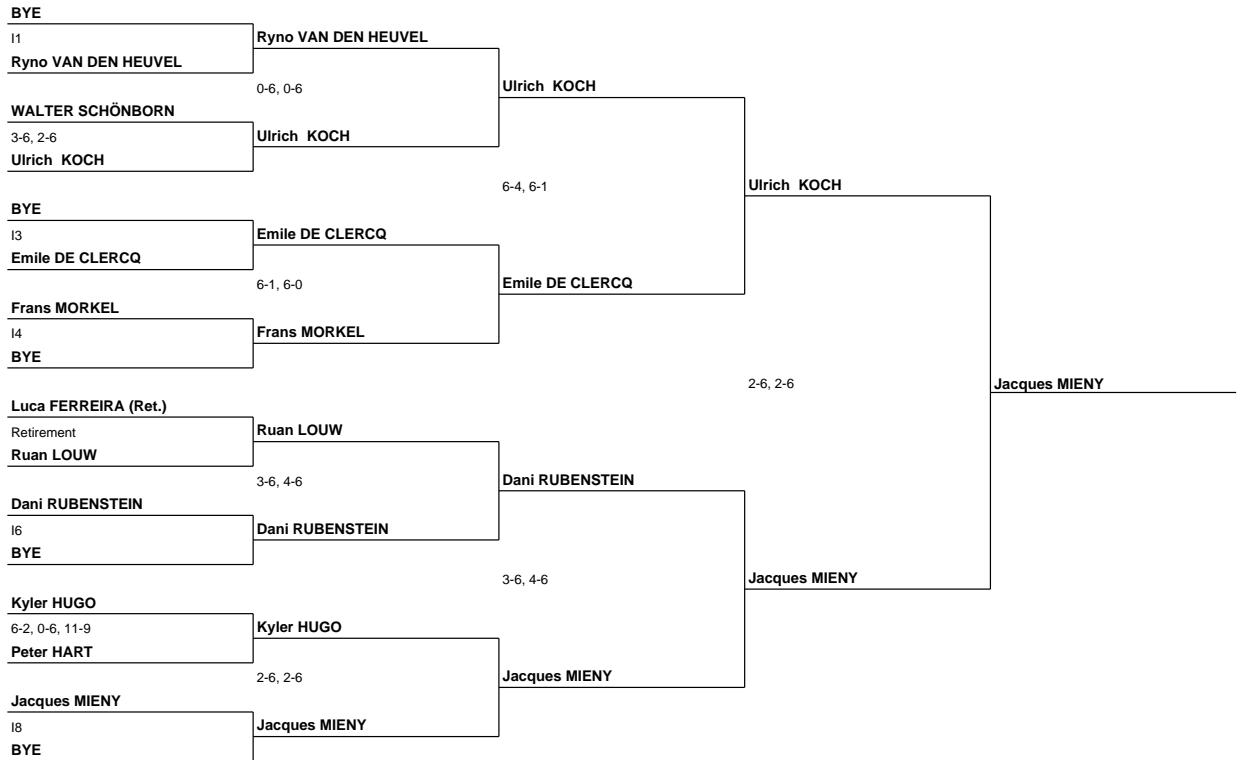 BYE
I1
Ryno VAN DEN HEUVEL
WALTER SCHÖNBORN
3-6, 2-6
Ulrich  KOCH
BYE
I3
Emile DE CLERCQ
Frans MORKEL
I4
BYE
Luca FERREIRA (Ret.)
Retirement
Ruan LOUW
Dani RUBENSTEIN
I6
BYE
Kyler HUGO
6-2, 0-6, 11-9
Peter HART
Jacques MIENY
I8
BYE
Ryno VAN DEN HEUVEL
0-6, 0-6
Ulrich  KOCH
Emile DE CLERCQ
6-1, 6-0
Frans MORKEL
Ruan LOUW
3-6, 4-6
Dani RUBENSTEIN
Kyler HUGO
2-6, 2-6
Jacques MIENY
Ulrich  KOCH
6-4, 6-1
Emile DE CLERCQ
Dani RUBENSTEIN
3-6, 4-6
Jacques MIENY
Ulrich  KOCH
2-6, 2-6
Jacques MIENY
Jacques MIENY